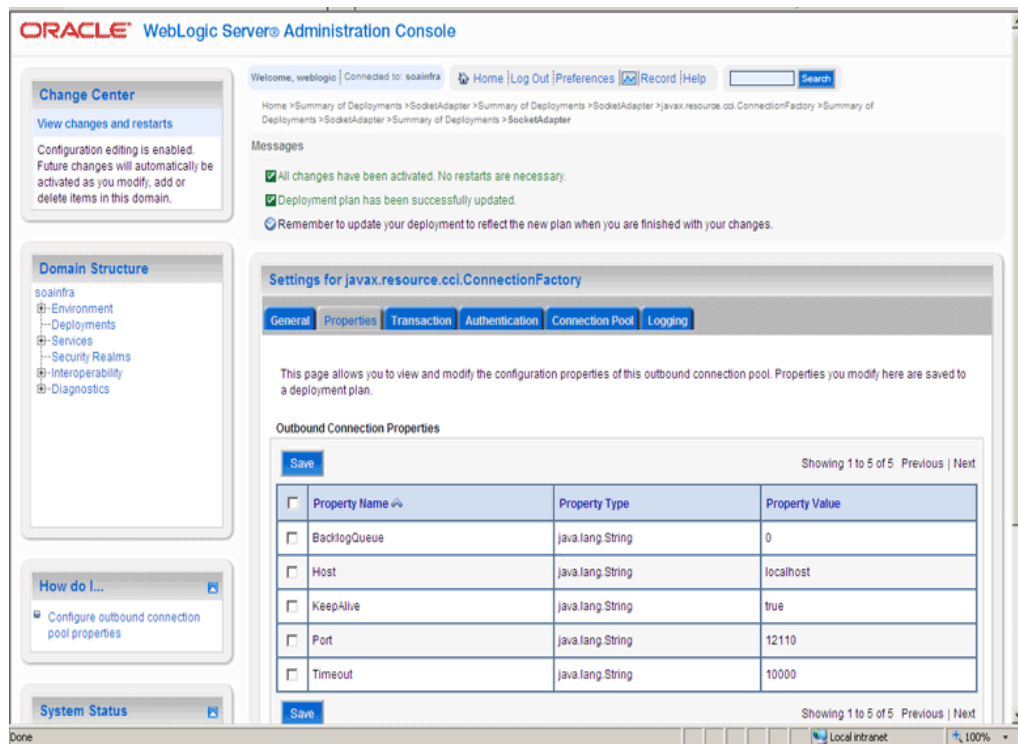 ORACLE® WebLogic Server® Administration Console
Change Center
View changes and restarts
Configuration editing is enabled.
Future changes will automatically be
activated as you modify, add or
delete items in this domain.
Domain Structure
soainfra
Environment
Deployments
Services
Security Realms
Interoperability
Diagnostics
How do I...
Configure outbound connection
pool properties
System Status
Welcome, weblogic Connected to: soainfra Home Log Out Preferences Record Help Search
Home >Summary of Deployments >SocketAdapter >Summary of Deployments >SocketAdapter >javax.resource.cci.ConnectionFactory >Summary of
Deployments >SocketAdapter >Summary of Deployments >SocketAdapter
Messages
All changes have been activated. No restarts are necessary.
Deployment plan has been successfully updated.
Remember to update your deployment to reflect the new plan when you are finished with your changes.
Settings for javax.resource.cci.ConnectionFactory
General Properties Transaction Authentication Connection Pool Logging
This page allows you to view and modify the configuration properties of this outbound connection pool. Properties you modify here are saved to
a deployment plan.
Outbound Connection Properties
Save Showing 1 to 5 of 5 Previous | Next
Property Name Property Type Property Value
BacklogQueue java.lang.String 0
Host java.lang.String localhost
KeepAlive java.lang.String true
Port java.lang.String 12110
Timeout java.lang.String 10000
Save Showing 1 to 5 of 5 Previous | Next
Done Local intranet 100%